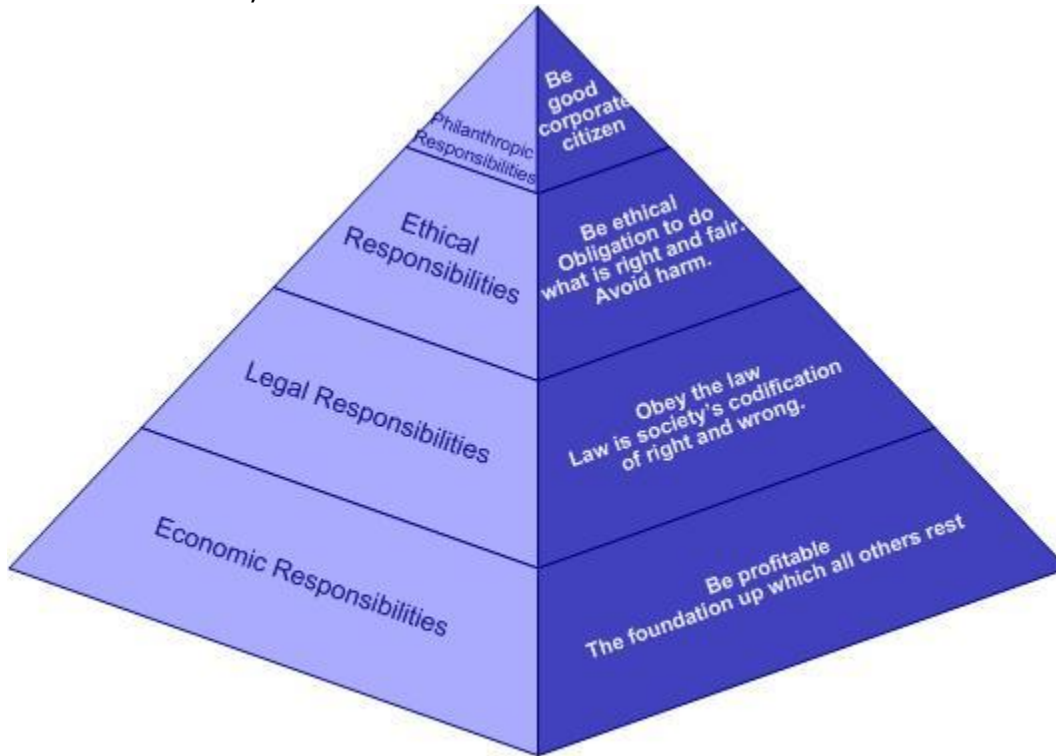 Philanthropic
Responsibilities
Be
good
corporate
citizen
Ethical
Responsibilities
Be ethical
Obligation to do
what is right and fair.
Avoid harm.
Legal Responsibilities
Obey the law
Law is society's codification
of right and wrong.
Economic Responsibilities
Be profitable
The foundation up which all others rest